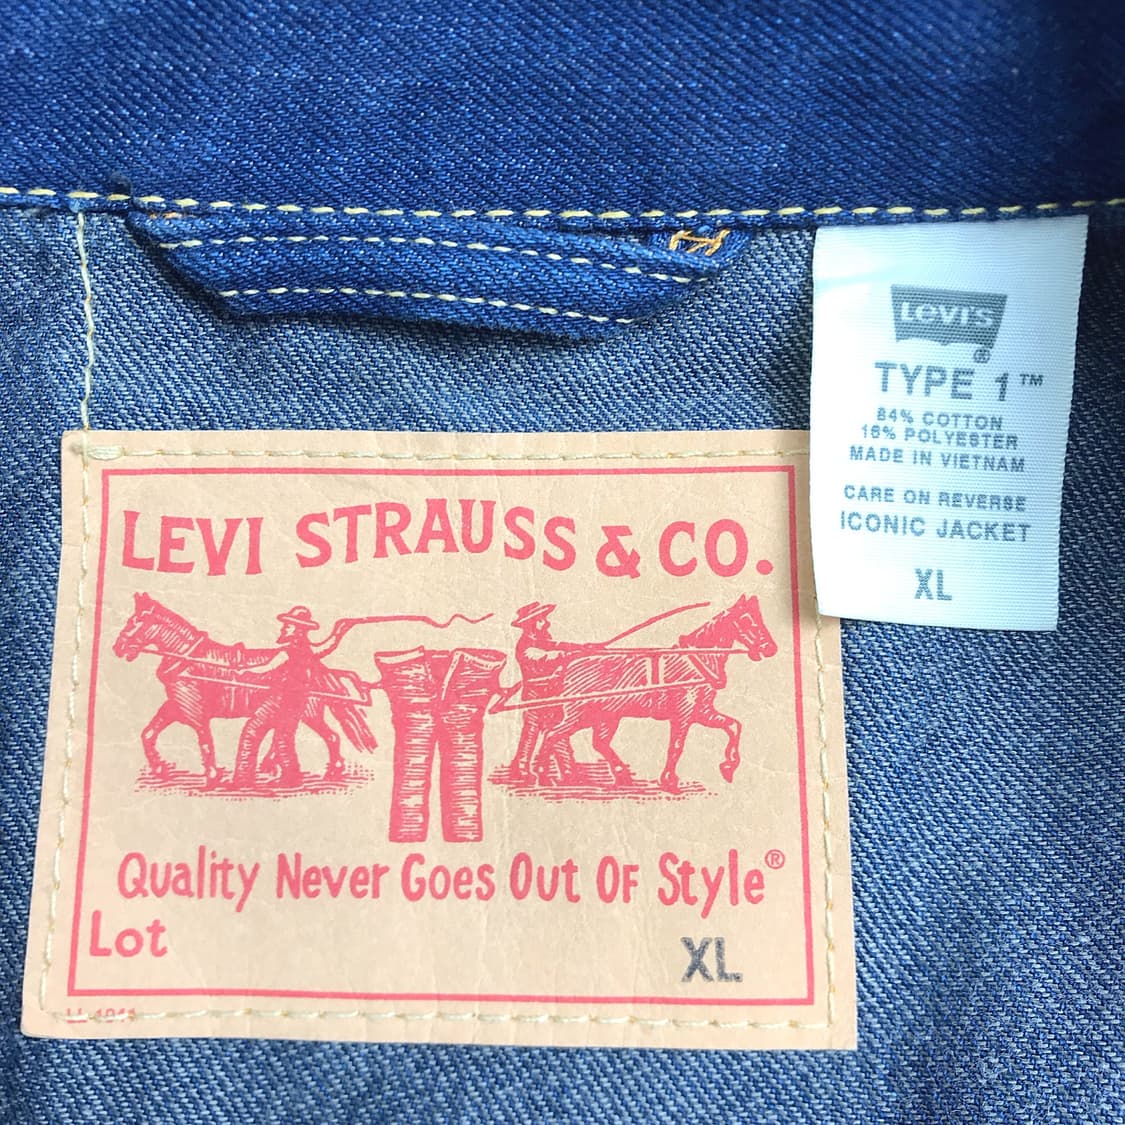 LEVI'S
®
TYPE 1™
84% COTTON
16% POLYESTER
MADE IN VIETNAM
CARE ON REVERSE
ICONIC JACKET
XL
LEVI STRAUSS & CO.
Quality Never Goes Out Of Style®
Lot
XL